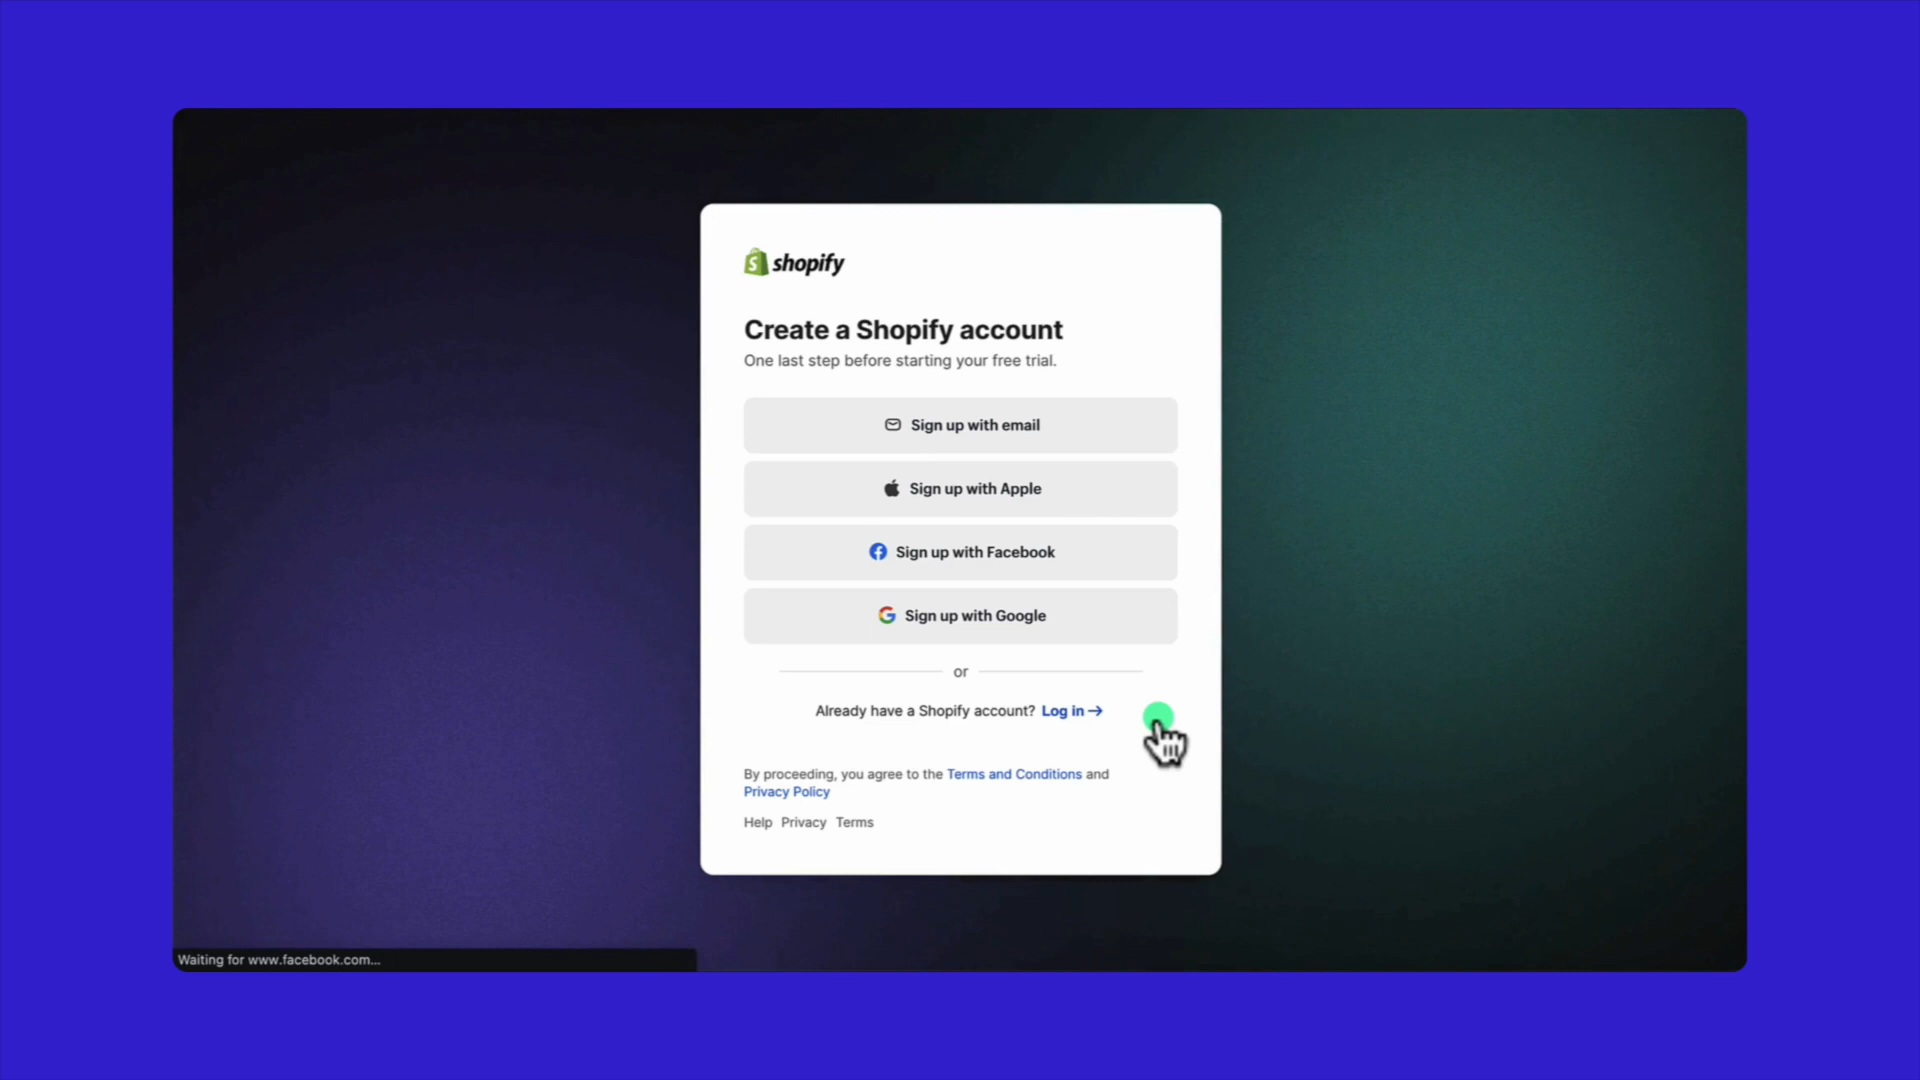 shopify
Create a Shopify account
One last step before starting your free trial.
Sign up with email
Sign up with Apple
Sign up with Facebook
Sign up with Google
or
Already have a Shopify account? Log in →
By proceeding, you agree to the Terms and Conditions and
Privacy Policy
Help Privacy Terms
Waiting for www.facebook.com...